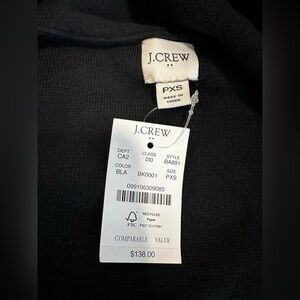 J.CREW
PXS
MADE IN
CHINA
J.CREW
DEPT CLASS STYLE
CA2 010 BA891
COLOR SIZE
BLA BK0001 PXS
099106309085
RECYCLED
Paper
FSC
COMPARABLE VALUE
$138.00